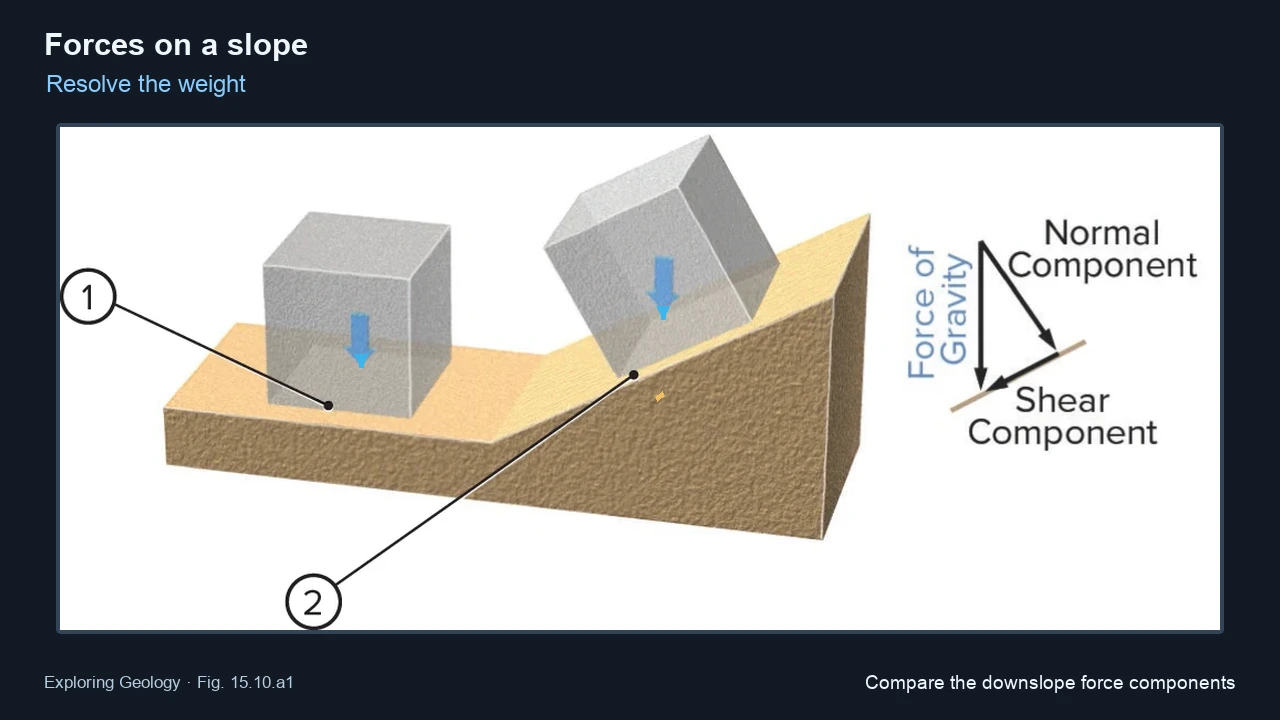 Forces on a slope
Resolve the weight
1
2
Force of
Gravity
Normal
Component
Shear
Component
Exploring Geology · Fig. 15.10.a1
Compare the downslope force components